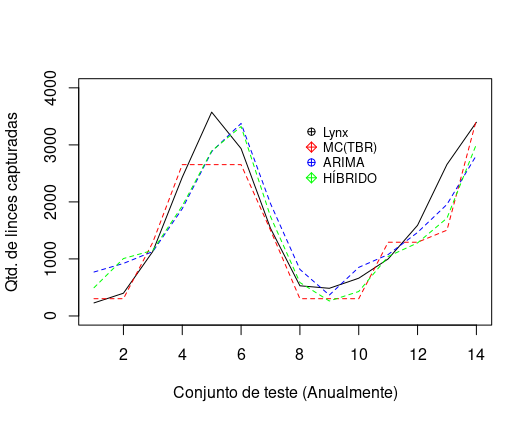 Qtd. de linces capturadas
4000
3000
2000
1000
0
Lynx
MC(TBR)
ARIMA
HÍBRIDO
2 4 6 8 10 12 14
Conjunto de teste (Anualmente)